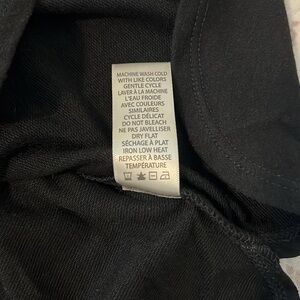 MACHINE WASH COLD
WITH LIKE COLORS
GENTLE CYCLE
LAVER À LA MACHINE
L'EAU FROIDE
AVEC COULEURS
SIMILAIRES
CYCLE DÉLICAT
DO NOT BLEACH
NE PAS JAVELLISER
DRY FLAT
SÉCHAGE À PLAT
IRON LOW HEAT
REPASSER À BASSE
TEMPÉRATURE